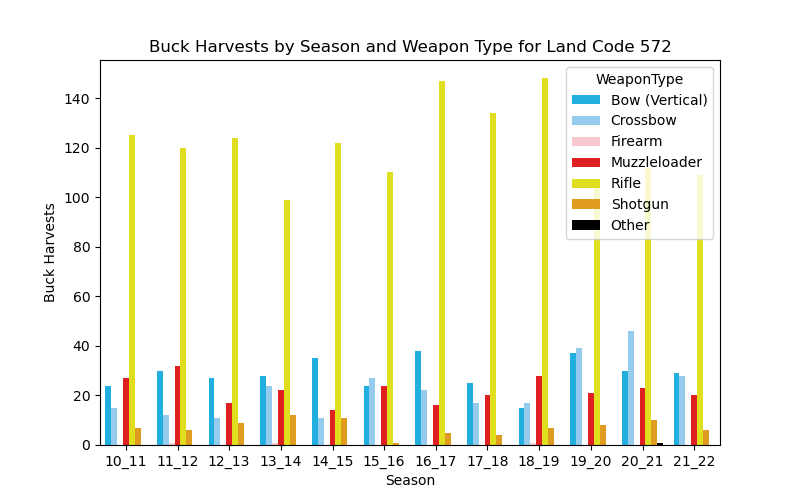 Buck Harvests by Season and Weapon Type for Land Code 572
WeaponType
Bow (Vertical)
Crossbow
Firearm
Muzzleloader
Rifle
Shotgun
Other
Buck Harvests
140
120
100
80
60
40
20
0
10_11 11_12 12_13 13_14 14_15 15_16 16_17 17_18 18_19 19_20 20_21 21_22
Season